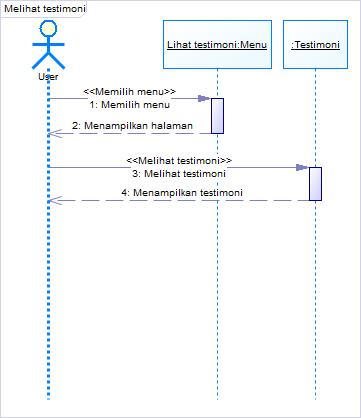 Melihat testimoni
User
Lihat testimoni:Menu
:Testimoni
<<Memilih menu>>
1: Memilih menu
2: Menampilkan halaman
<<Melihat testimoni>>
3: Melihat testimoni
4: Menampilkan testimoni